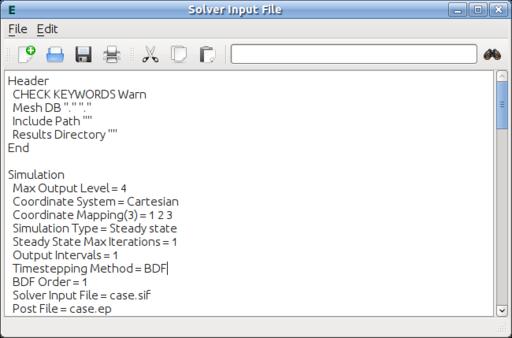 E Solver Input File
File Edit
Header
CHECK KEYWORDS Warn
Mesh DB "." "."
Include Path ""
Results Directory ""
End
Simulation
Max Output Level = 4
Coordinate System = Cartesian
Coordinate Mapping(3) = 1 2 3
Simulation Type = Steady state
Steady State Max Iterations = 1
Output Intervals = 1
Timestepping Method = BDF
BDF Order = 1
Solver Input File = case.sif
Post File = case.ep